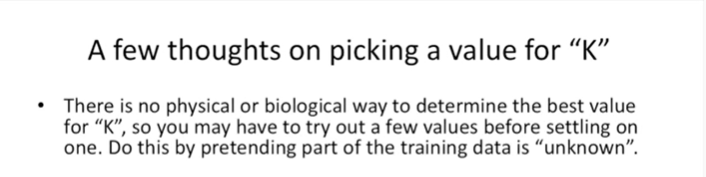 A few thoughts on picking a value for “K”
• There is no physical or biological way to determine the best value
for “K”, so you may have to try out a few values before settling on
one. Do this by pretending part of the training data is “unknown”.